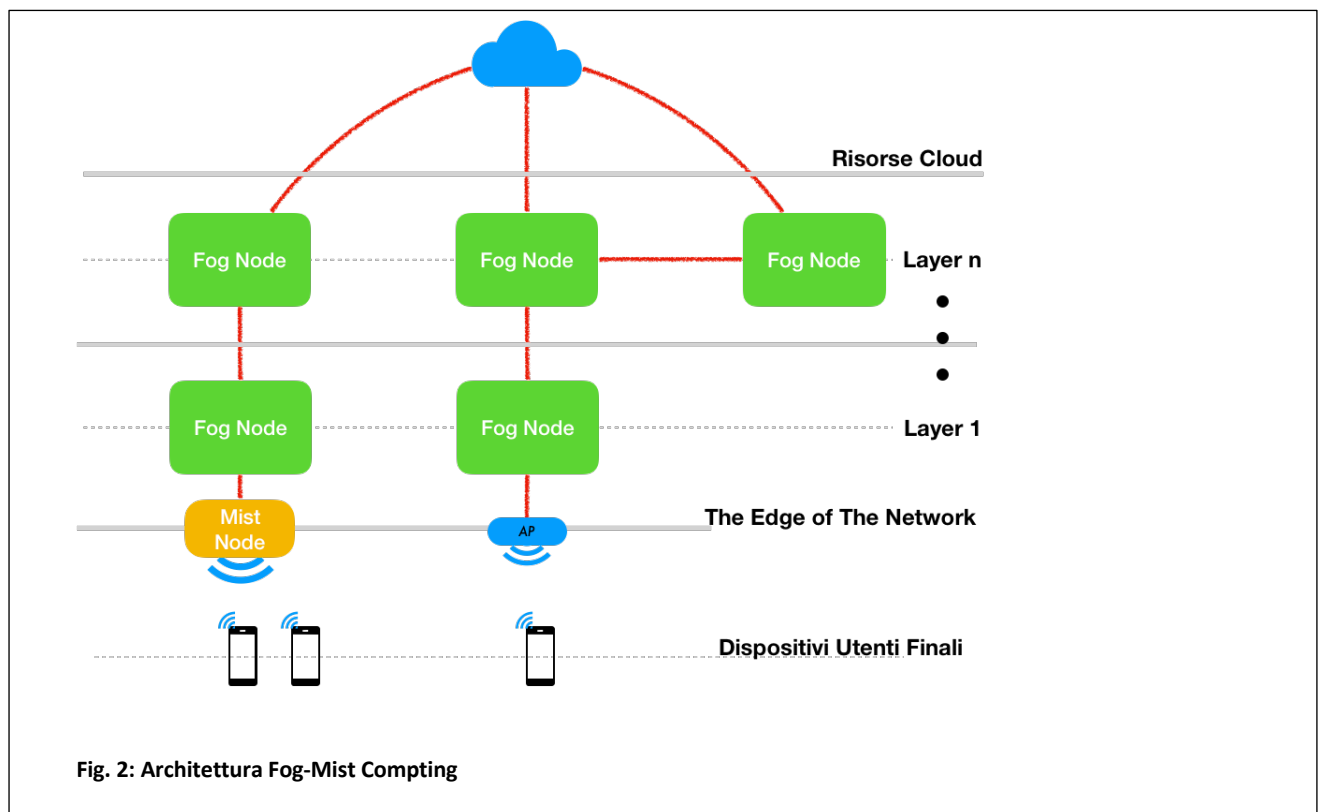 Risorse Cloud
Fog Node
Fog Node
Fog Node
Layer n
Fog Node
Fog Node
Layer 1
Mist
Node
AP
The Edge of The Network
Dispositivi Utenti Finali
Fig. 2: Architettura Fog-Mist Compting